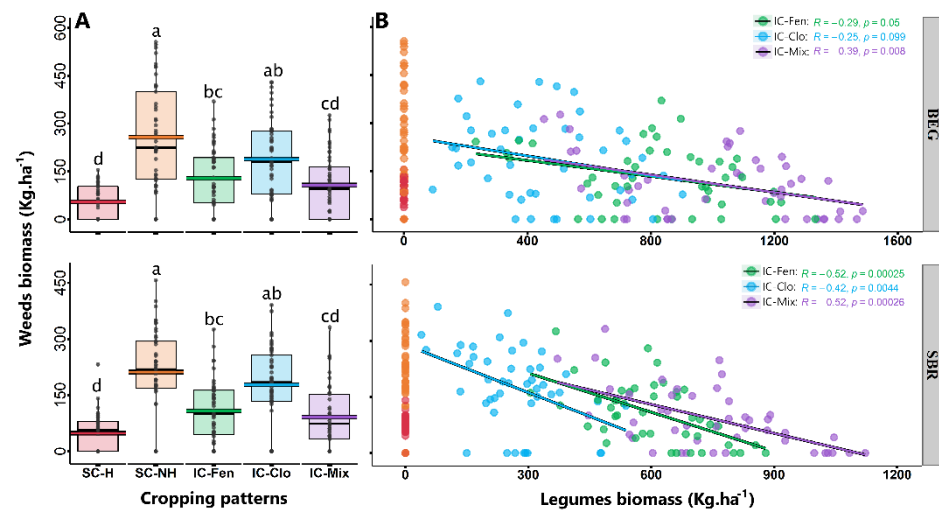 A
B
Weeds biomass (Kg.ha⁻¹)
600
450
300
150
0
d
a
bc
ab
cd
IC-Fen: R = −0.29, p = 0.05
IC-Clo: R = −0.25, p = 0.099
IC-Mix: R = 0.39, p = 0.008
BEG
0
400
800
1200
1600
450
300
150
0
d
a
bc
ab
cd
SC-H
SC-NH
IC-Fen
IC-Clo
IC-Mix
Cropping patterns
IC-Fen: R = −0.52, p = 0.00025
IC-Clo: R = −0.42, p = 0.0044
IC-Mix: R = 0.52, p = 0.00026
SBR
0
300
600
900
1200
Legumes biomass (Kg.ha⁻¹)